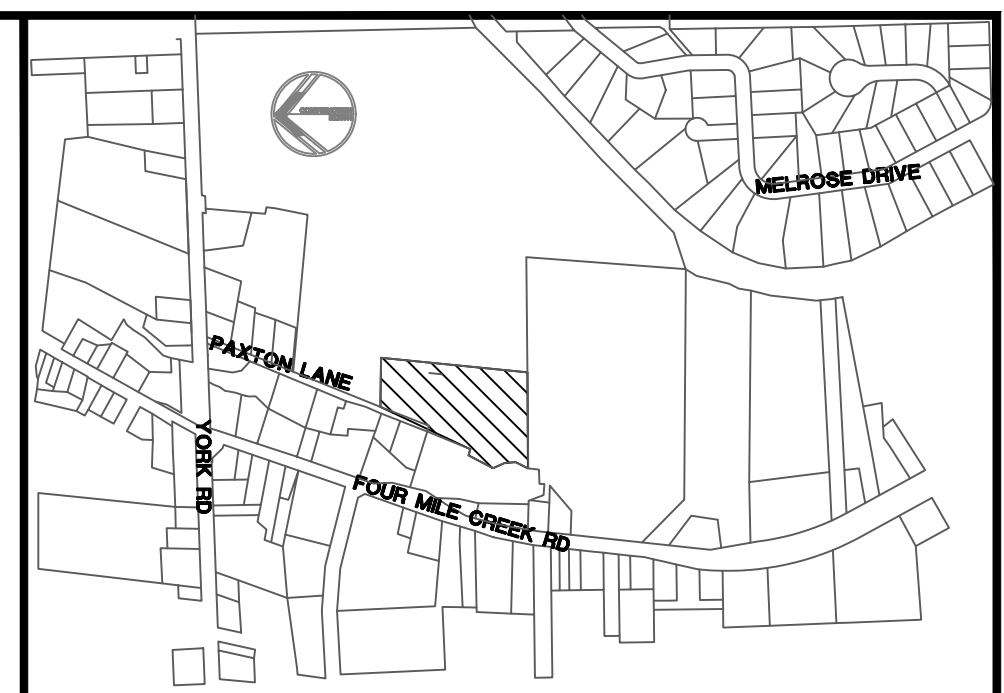 MELROSE DRIVE
PAXTON LANE
YORK RD
FOUR MILE CREEK RD